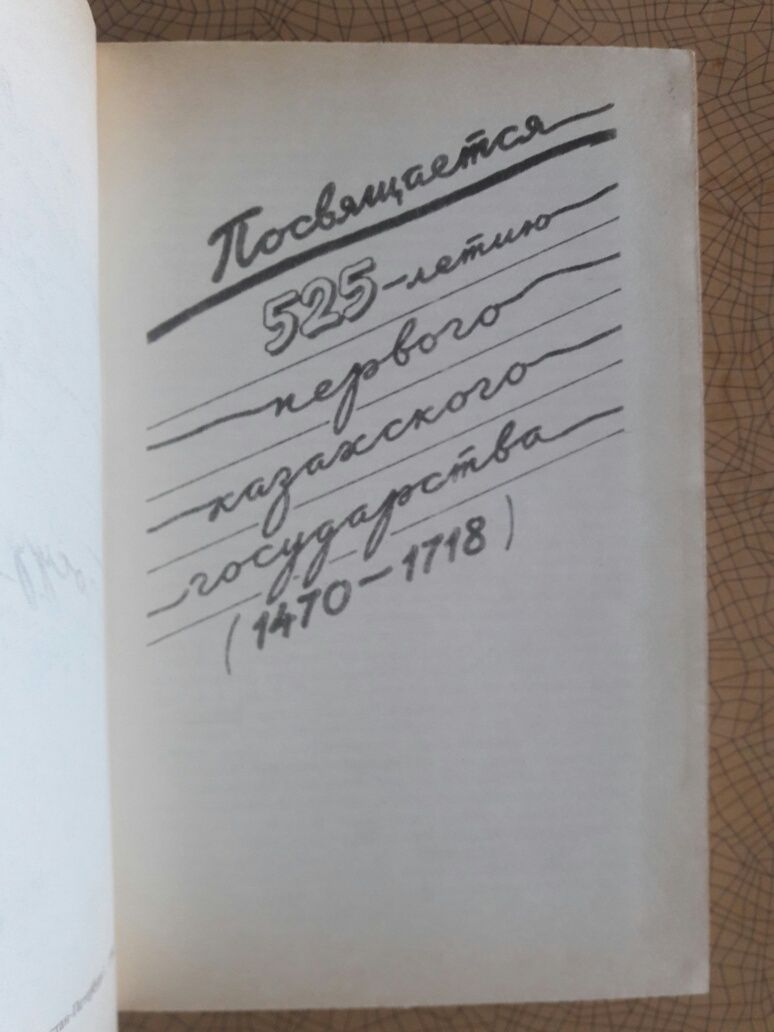 Посвящается
525-летию
первого
казахского
государства
(1470–1718)